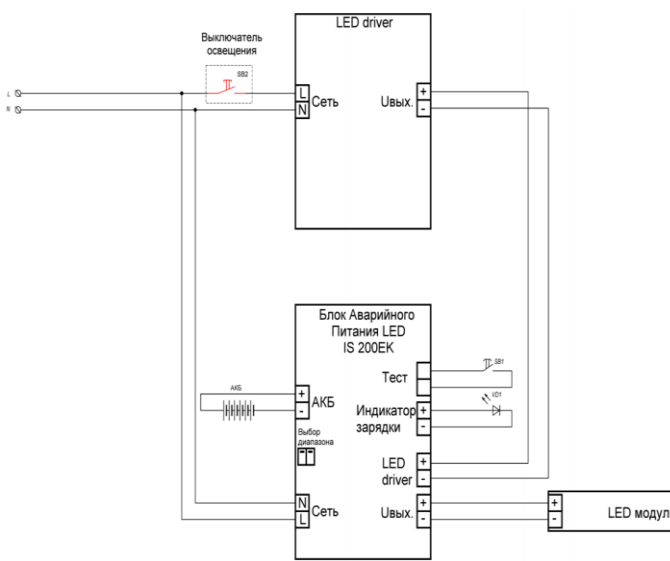 LED driver
Выключатель
освещения
SB2
L
N
L
N
Сеть
Uвых.
+
-
Блок Аварийного
Питания LED
IS 200EK
Тест
SB1
АКБ
+
-
АКБ
Индикатор
зарядки
+
-
VD1
Выбор
диапазона
LED
driver
+
-
N
L
Сеть
Uвых.
+
-
+
-
LED модул